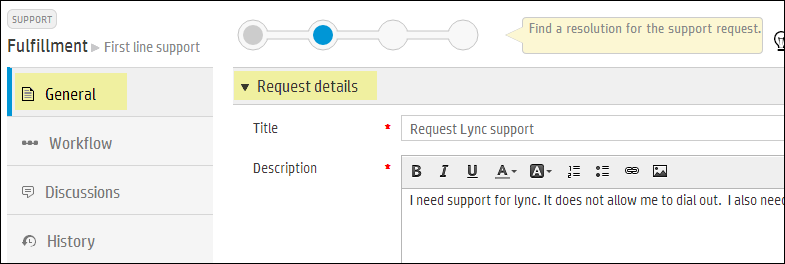 SUPPORT
Fulfillment ▶ First line support
Find a resolution for the support request.
General
Workflow
Discussions
History
▼ Request details
Title * Request Lync support
Description *
B I U A A
I need support for lync. It does not allow me to dial out. I also need